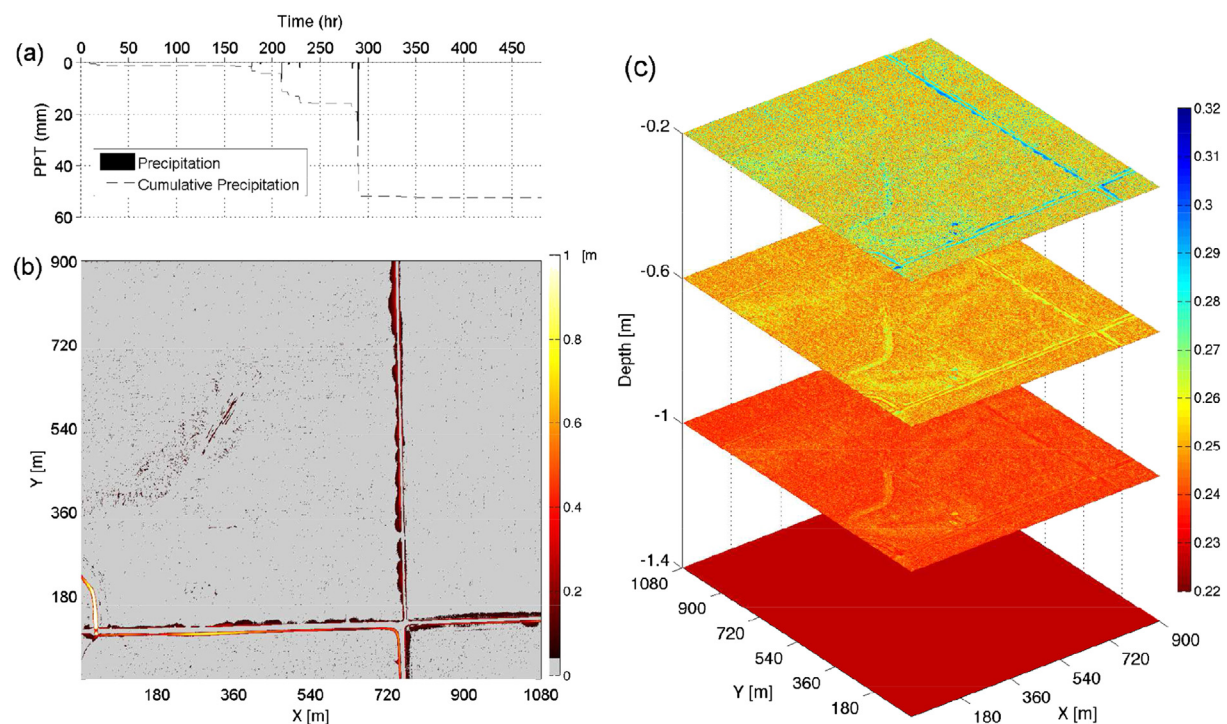 Time (hr)
(a)
0 50 100 150 200 250 300 350 400 450
0
20
40
60
PPT (mm)
Precipitation
Cumulative Precipitation
(b)
900
720
540
360
180
Y [m]
180 360 540 720 900 1080
X [m]
1 [m
0.8
0.6
0.4
0.2
0
(c)
-0.2
-0.6
-1
-1.4
Depth [m]
1080
900
720
540
360
180
Y [m]
180
360
540
720
900
X [m]
0.32
0.31
0.3
0.29
0.28
0.27
0.26
0.25
0.24
0.23
0.22